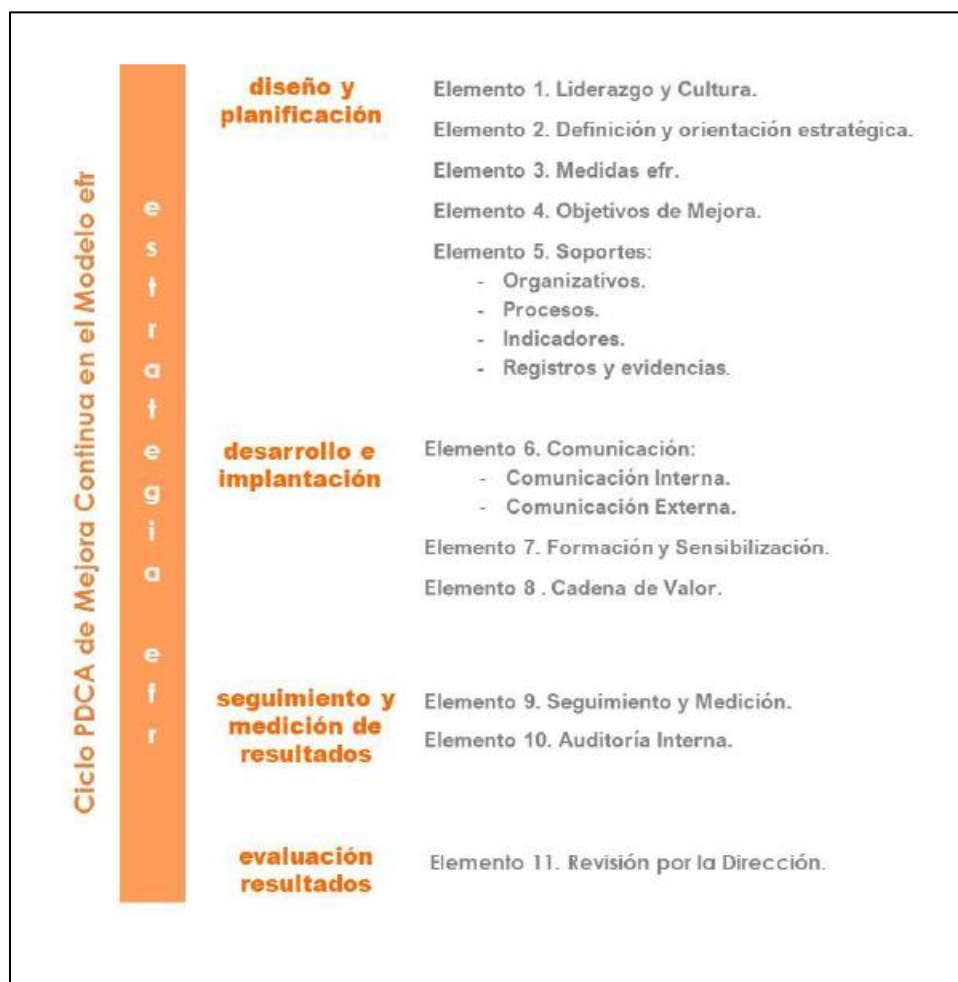 Ciclo PDCA de Mejora Continua en el Modelo efr
estrategia efr
diseño y
planificación
Elemento 1. Liderazgo y Cultura.
Elemento 2. Definición y orientación estratégica.
Elemento 3. Medidas efr.
Elemento 4. Objetivos de Mejora.
Elemento 5. Soportes:
- Organizativos.
- Procesos.
- Indicadores.
- Registros y evidencias.
desarrollo e
implantación
Elemento 6. Comunicación:
- Comunicación Interna.
- Comunicación Externa.
Elemento 7. Formación y Sensibilización.
Elemento 8 . Cadena de Valor.
seguimiento y
medición de
resultados
Elemento 9. Seguimiento y Medición.
Elemento 10. Auditoría Interna.
evaluación
resultados
Elemento 11. Revisión por la Dirección.